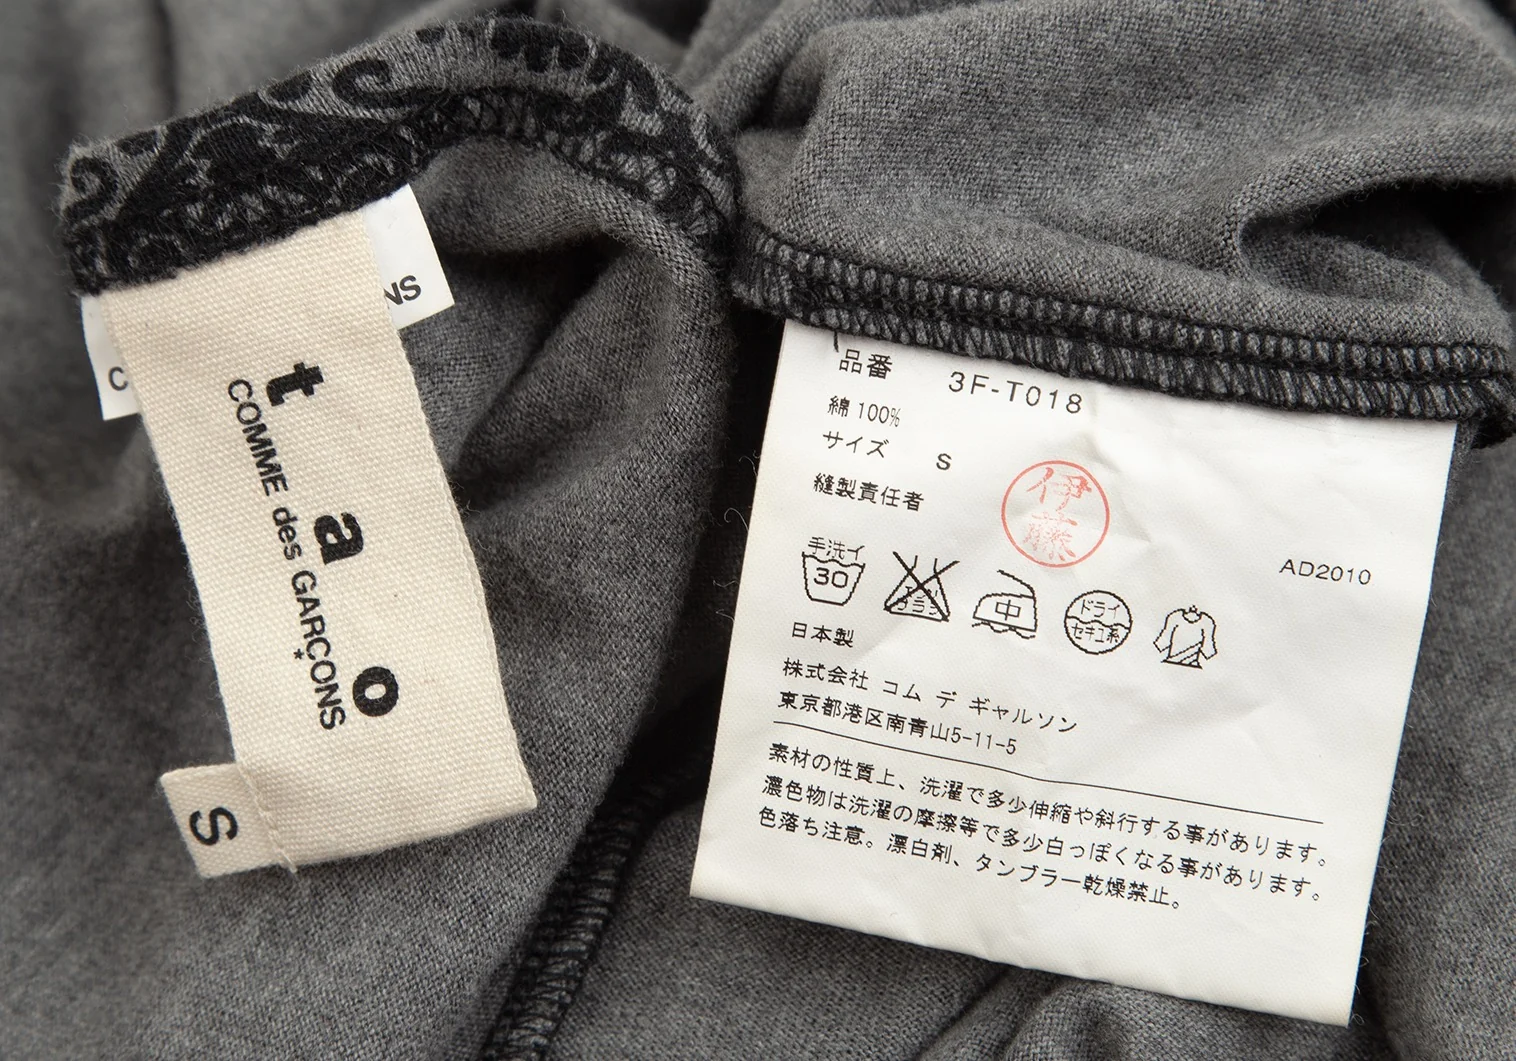 NS
C
tao
COMME des GARÇONS
S
品番 3F-T018
綿 100%
サイズ S
縫製責任者
伊藤
AD2010
手洗イ
30
中
ドライ
セキユ系
日本製
株式会社 コム デ ギャルソン
東京都港区南青山5-11-5
素材の性質上、洗濯で多少伸縮や斜行する事があります。
濃色物は洗濯の摩擦等で多少白っぽくなる事があります。
色落ち注意。漂白剤、タンブラー乾燥禁止。